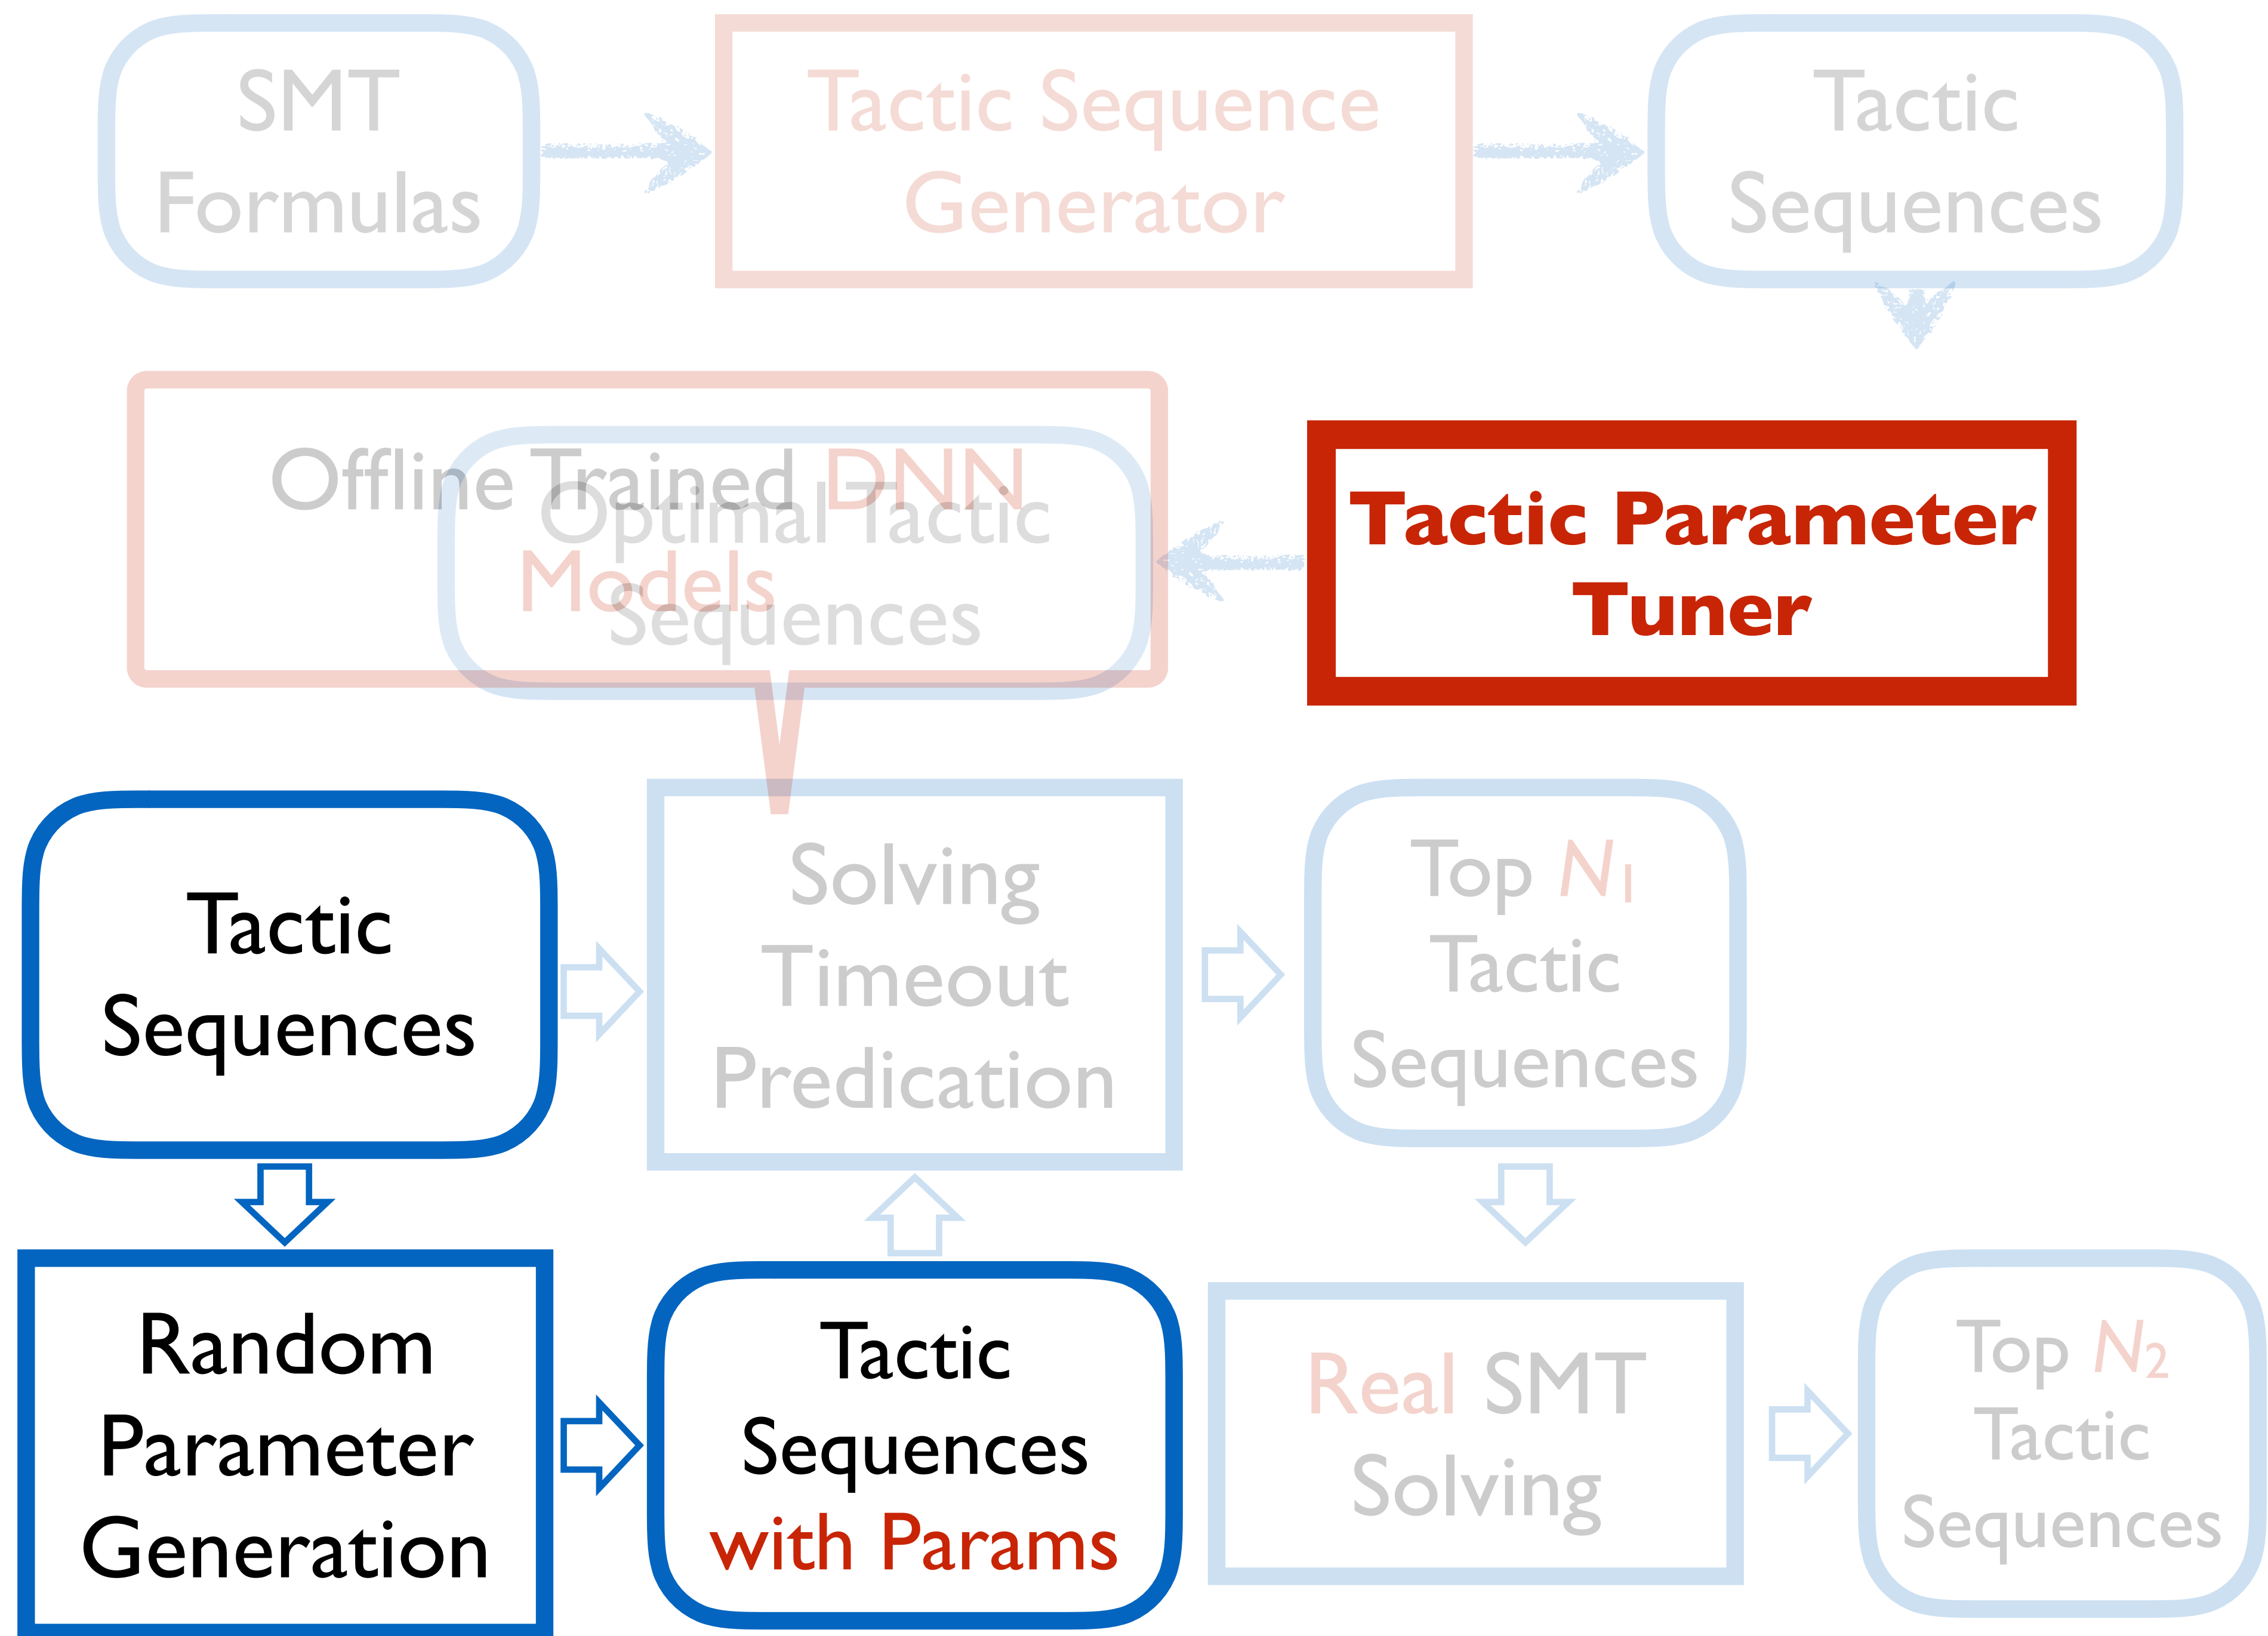 SMT
Formulas
Tactic Sequence
Generator
Tactic
Sequences
Offline Trained DNN
Models
Optimal Tactic
Sequences
Tactic Parameter
Tuner
Tactic
Sequences
Solving
Timeout
Predication
Top N1
Tactic
Sequences
Random
Parameter
Generation
Tactic
Sequences
with Params
Real SMT
Solving
Top N2
Tactic
Sequences